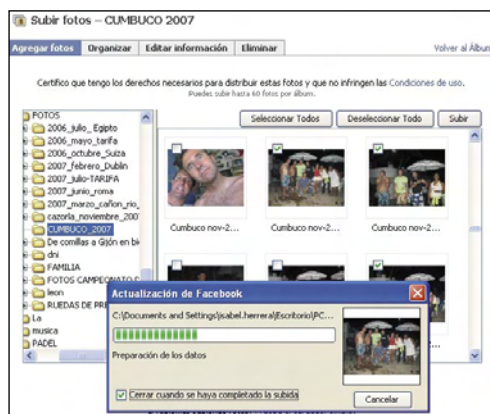 Subir fotos – CUMBUCO 2007
Agregar fotos Organizar Editar información Eliminar Volver al Álbu
Certifico que tengo los derechos necesarios para distribuir estas fotos y que no infringen las Condiciones de uso.
Puedes subir hasta 60 fotos por álbum.
Seleccionar Todos Deseleccionar Todo Subir
FOTOS
2006_julio_ Egipto
2006_mayo_tarifa
2006_octubre_Suiza
2007_febrero_Dublin
2007_julio-TARIFA
2007_junio_roma
2007_marzo_cañon_rio_
cazorla_noviembre_200
CUMBUCO_2007
De comillas a Gijón en bi
dni
FAMILIA
FOTOS CAMPEONATO
leon
RUEDAS DE PRE
La
musica
PADEL
Cumbuco nov-2... Cumbuco nov-2... Cumbuco nov-2...
Actualización de Facebook
C:\Documents and Settings\isabel.herrera\Escritorio\PC...
Preparación de los datos
Cerrar cuando se haya completado la subida
Cancelar